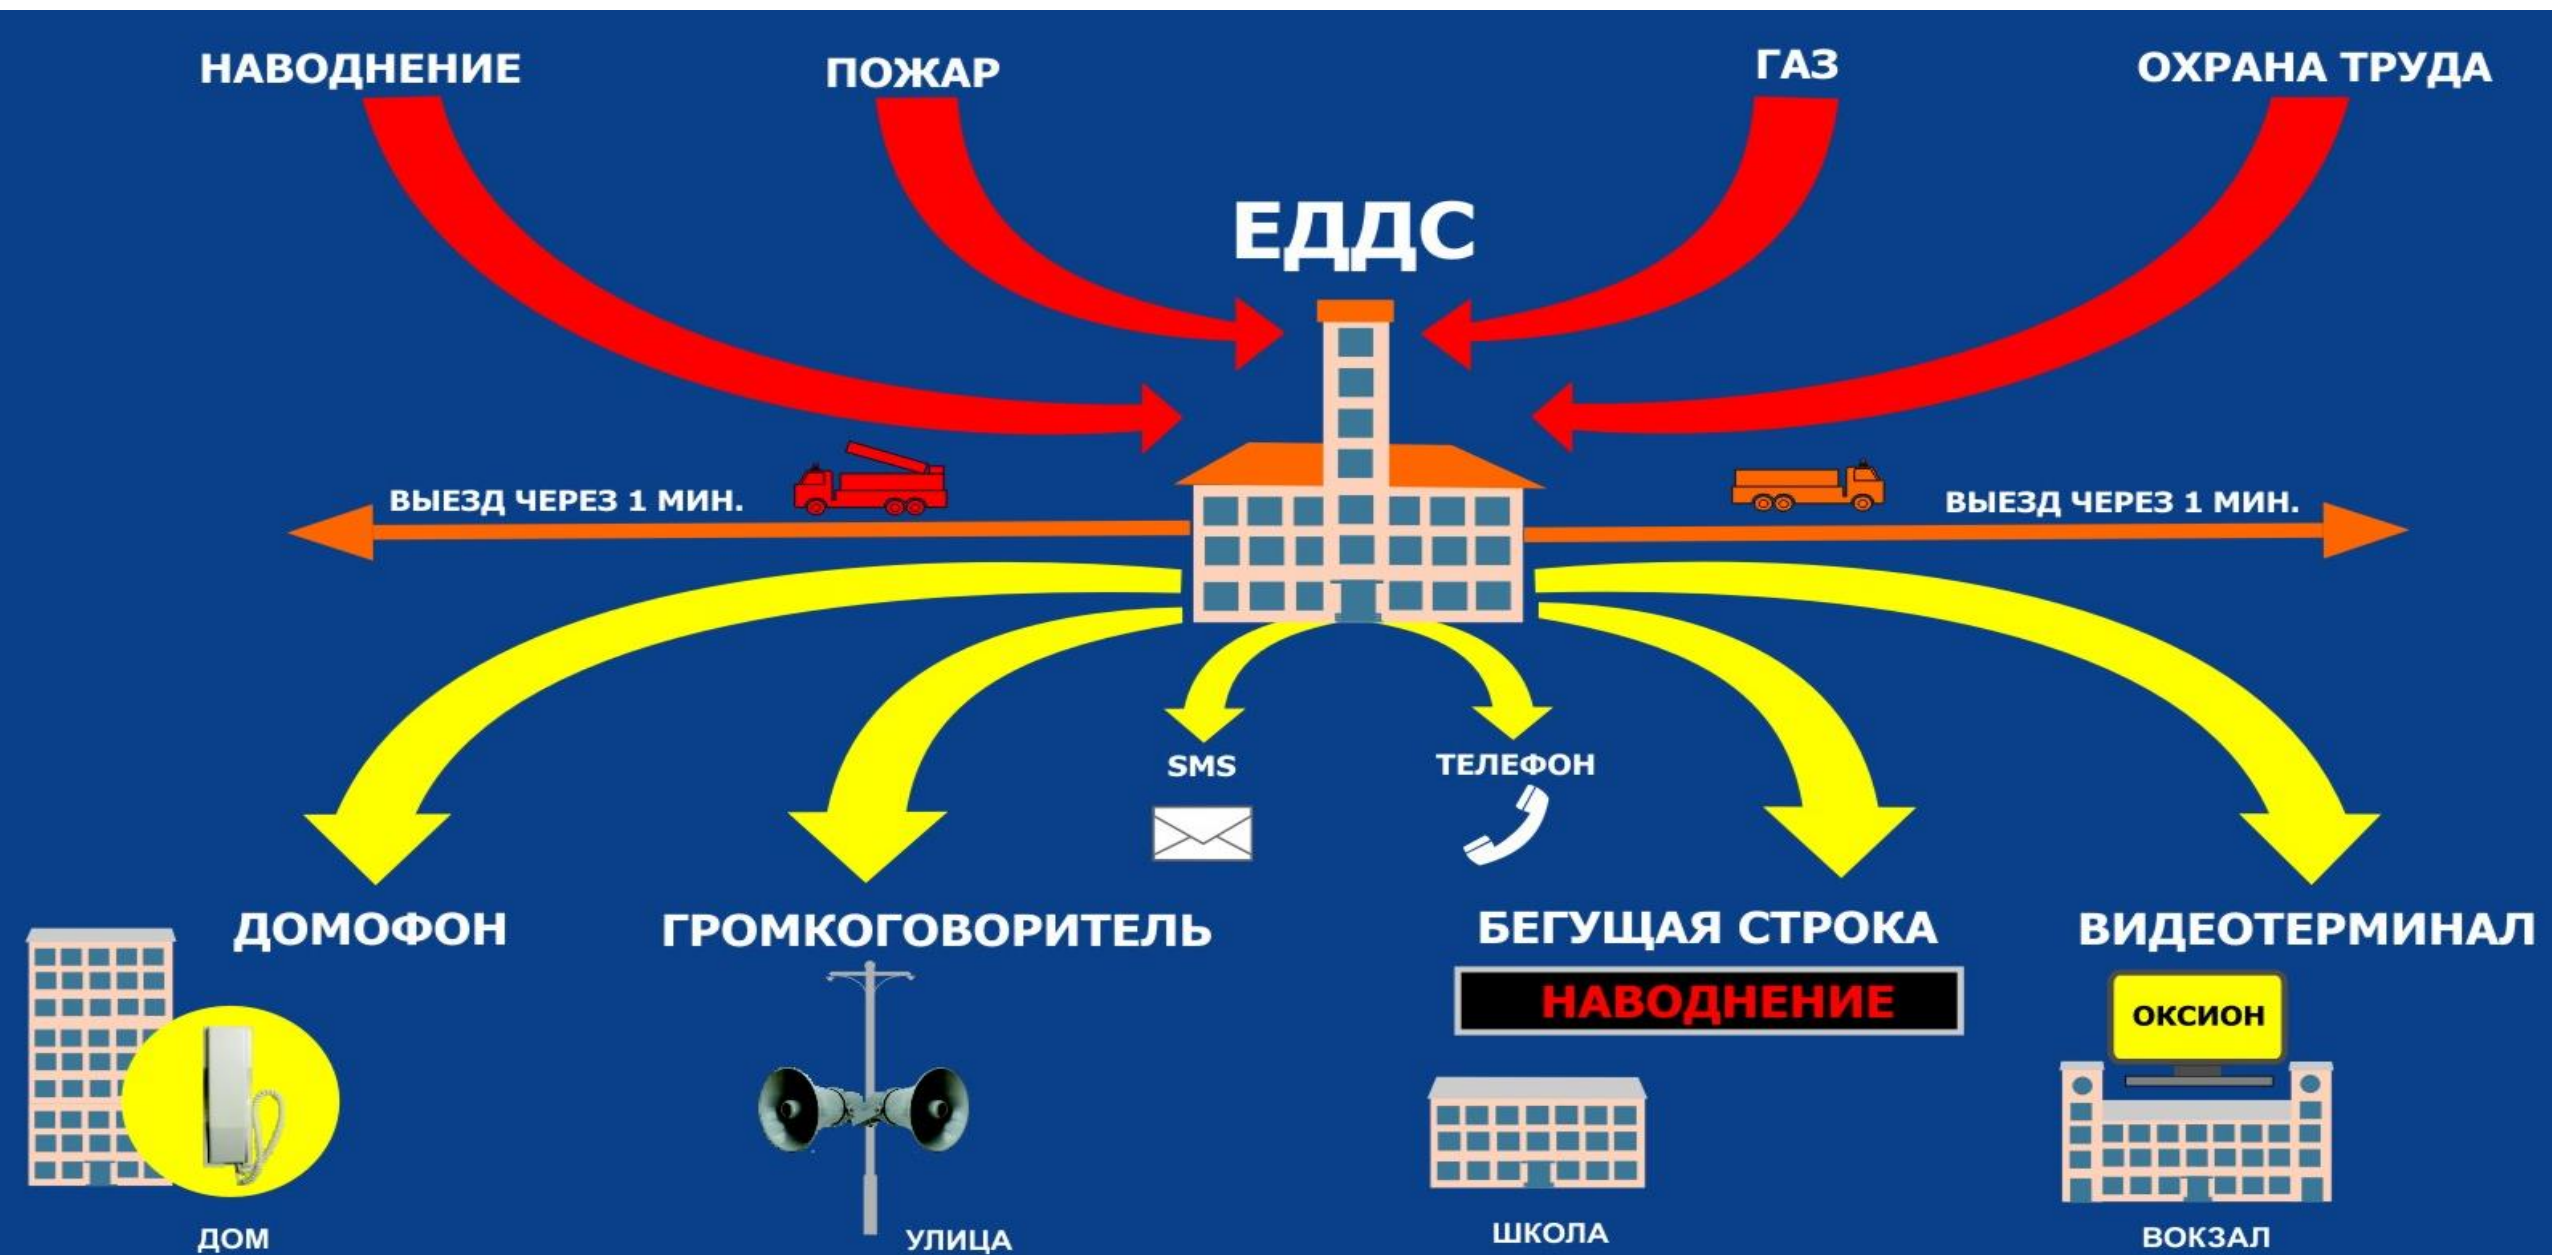 НАВОДНЕНИЕ
ПОЖАР
ГАЗ
ОХРАНА ТРУДА
ЕДДС
ВЫЕЗД ЧЕРЕЗ 1 МИН.
ВЫЕЗД ЧЕРЕЗ 1 МИН.
SMS
ТЕЛЕФОН
ДОМОФОН
ГРОМКОГОВОРИТЕЛЬ
БЕГУЩАЯ СТРОКА
ВИДЕОТЕРМИНАЛ
НАВОДНЕНИЕ
ОКСИОН
ДОМ
УЛИЦА
ШКОЛА
ВОКЗАЛ